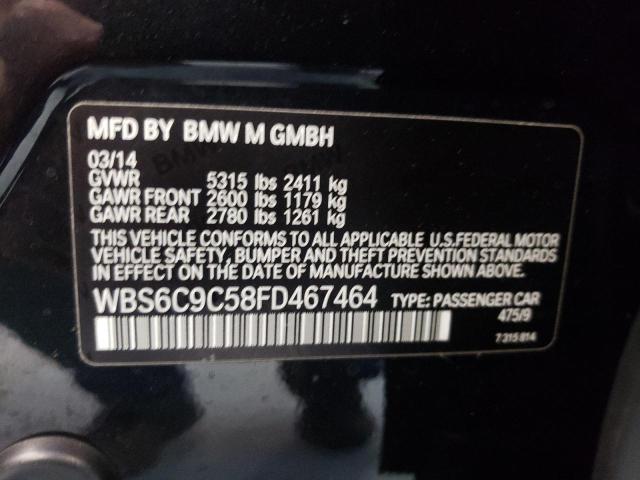 MFD BY BMW M GMBH
03/14
GVWR 5315 lbs 2411 kg
GAWR FRONT 2600 lbs 1179 kg
GAWR REAR 2780 lbs 1261 kg
THIS VEHICLE CONFORMS TO ALL APPLICABLE U.S.FEDERAL MOTOR
VEHICLE SAFETY, BUMPER AND THEFT PREVENTION STANDARDS
IN EFFECT ON THE DATE OF MANUFACTURE SHOWN ABOVE.
WBS6C9C58FD467464 TYPE: PASSENGER CAR
475/9
7 315 814